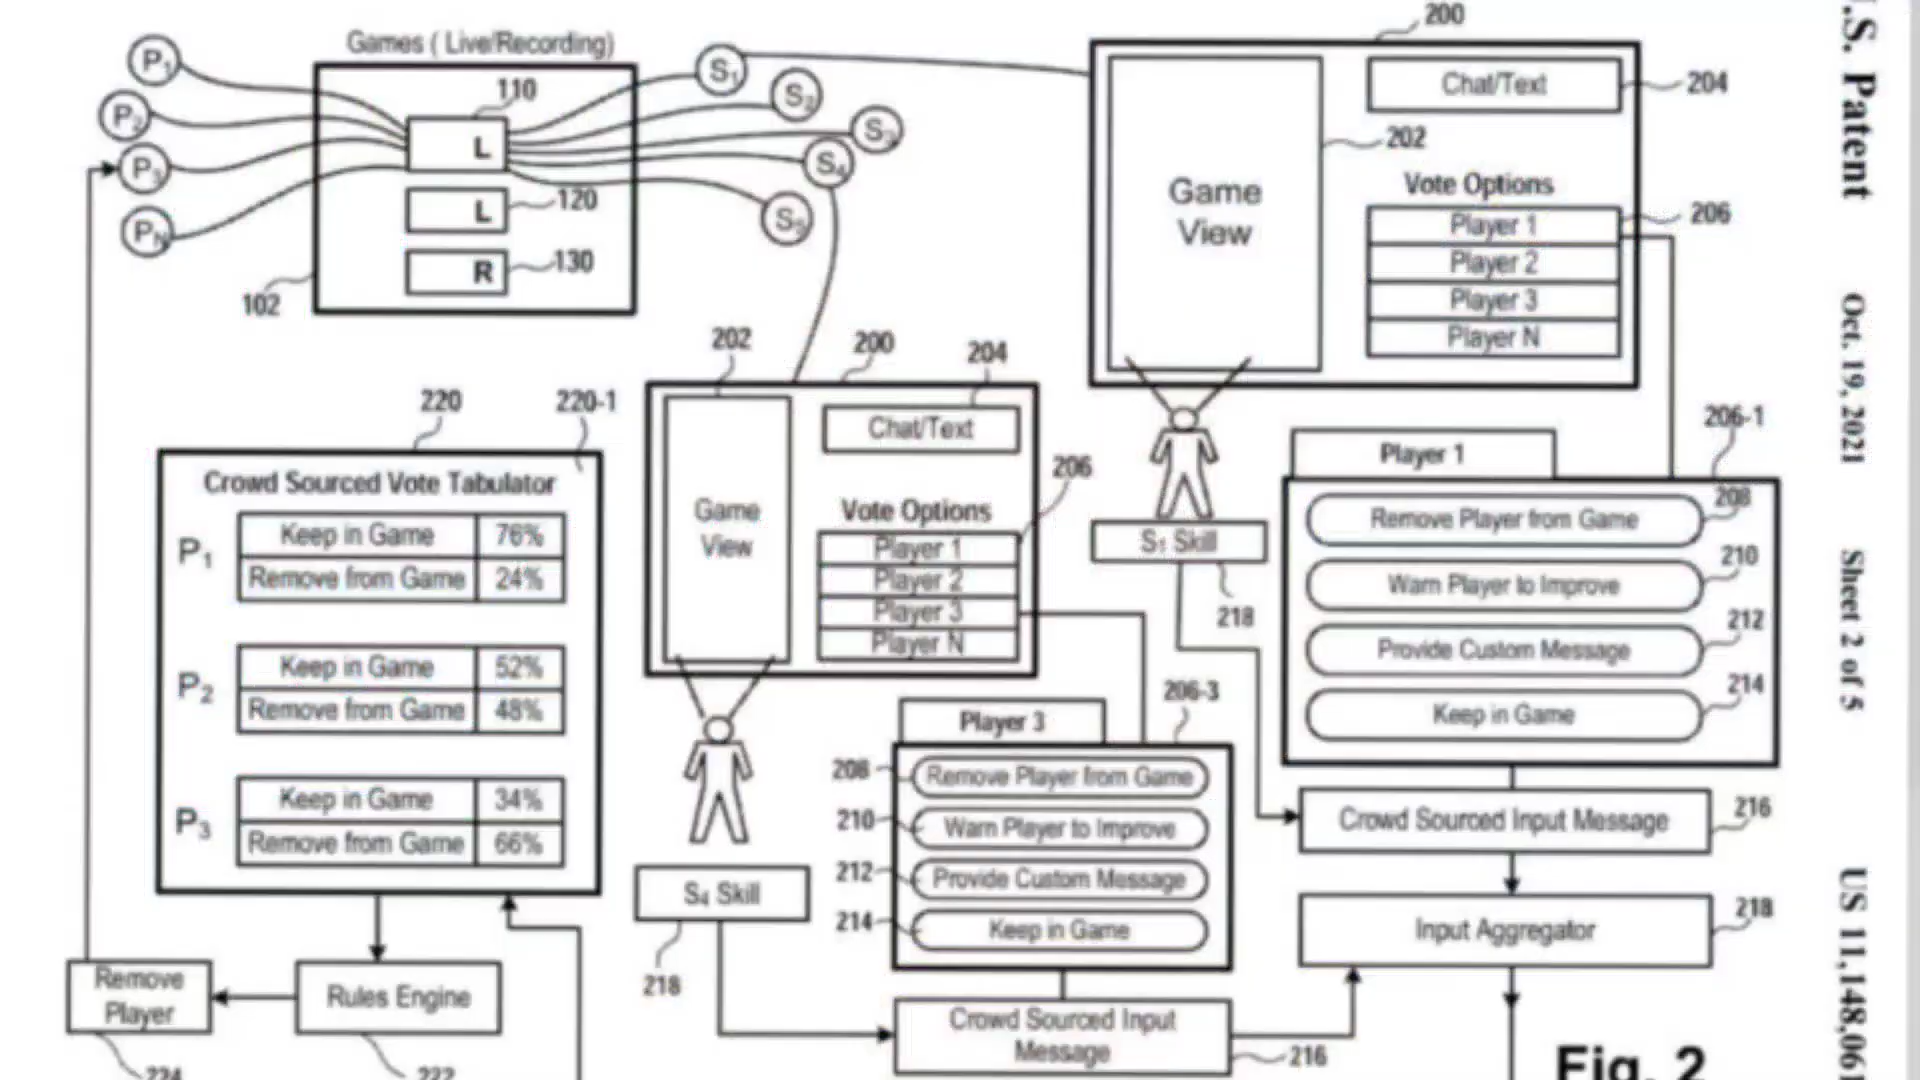 Games ( Live/Recording)
P1
P2
P3
PN
110
L
120
L
130
R
102
S1
S2
S4
S5
200
Chat/Text
204
202
Game
View
Vote Options
206
Player 1
Player 2
Player 3
Player N
202
200
204
Chat/Text
Game
View
206
Vote Options
Player 1
Player 2
Player 3
Player N
220
220-1
Crowd Sourced Vote Tabulator
P1
Keep in Game 76%
Remove from Game 24%
P2
Keep in Game 52%
Remove from Game 48%
P3
Keep in Game 34%
Remove from Game 66%
Remove
Player
Rules Engine
224
222
S1 Skill
218
206-1
Player 1
208
Remove Player from Game
210
Warn Player to Improve
212
Provide Custom Message
214
Keep in Game
S4 Skill
218
206-3
Player 3
208
Remove Player from Game
210
Warn Player to Improve
212
Provide Custom Message
214
Keep in Game
Crowd Sourced Input
Message
216
Crowd Sourced Input Message
216
Input Aggregator
218
Fig. 2
U.S. Patent
Oct. 19, 2021
Sheet 2 of 5
US 11,148,061